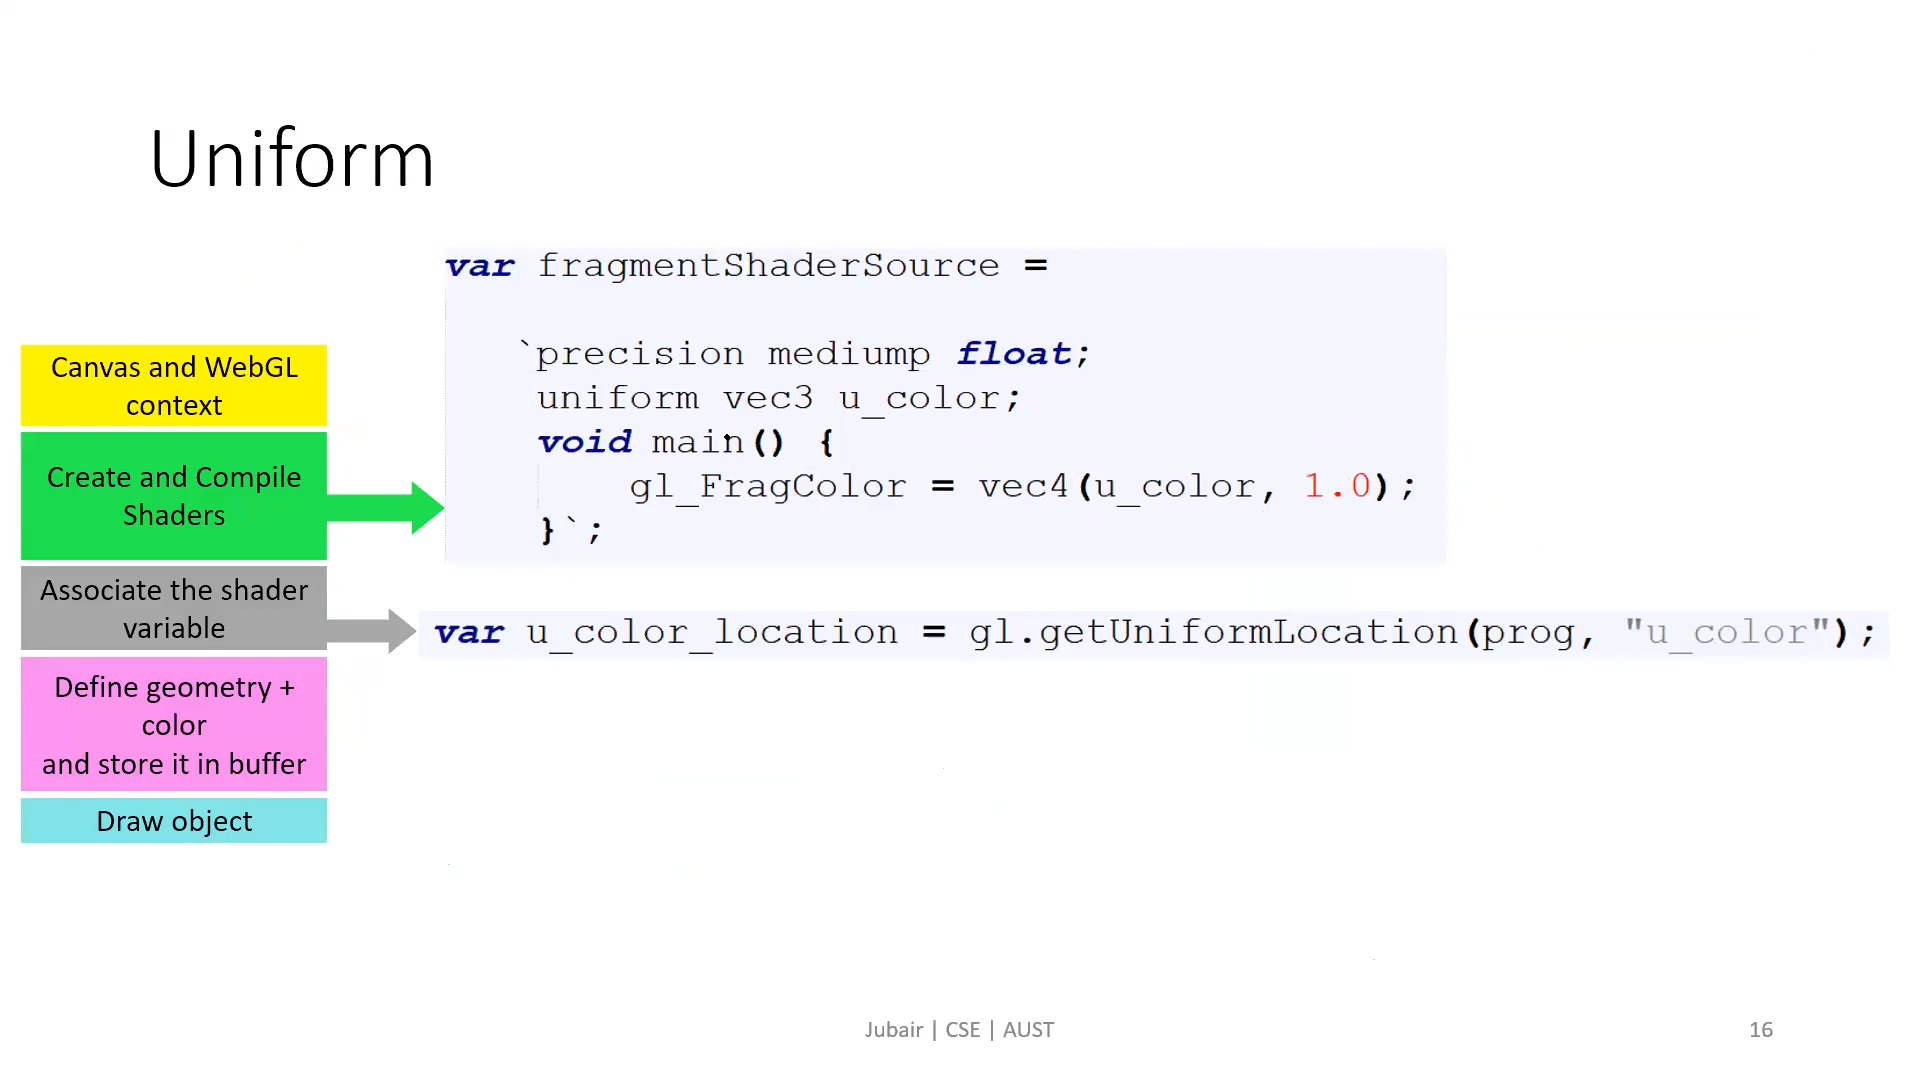 Uniform
var fragmentShaderSource =
`precision mediump float;
uniform vec3 u_color;
void main() {
gl_FragColor = vec4(u_color, 1.0);
}`;
Canvas and WebGL
context
Create and Compile
Shaders
Associate the shader
variable
var u_color_location = gl.getUniformLocation(prog, "u_color");
Define geometry +
color
and store it in buffer
Draw object
Jubair | CSE | AUST
16